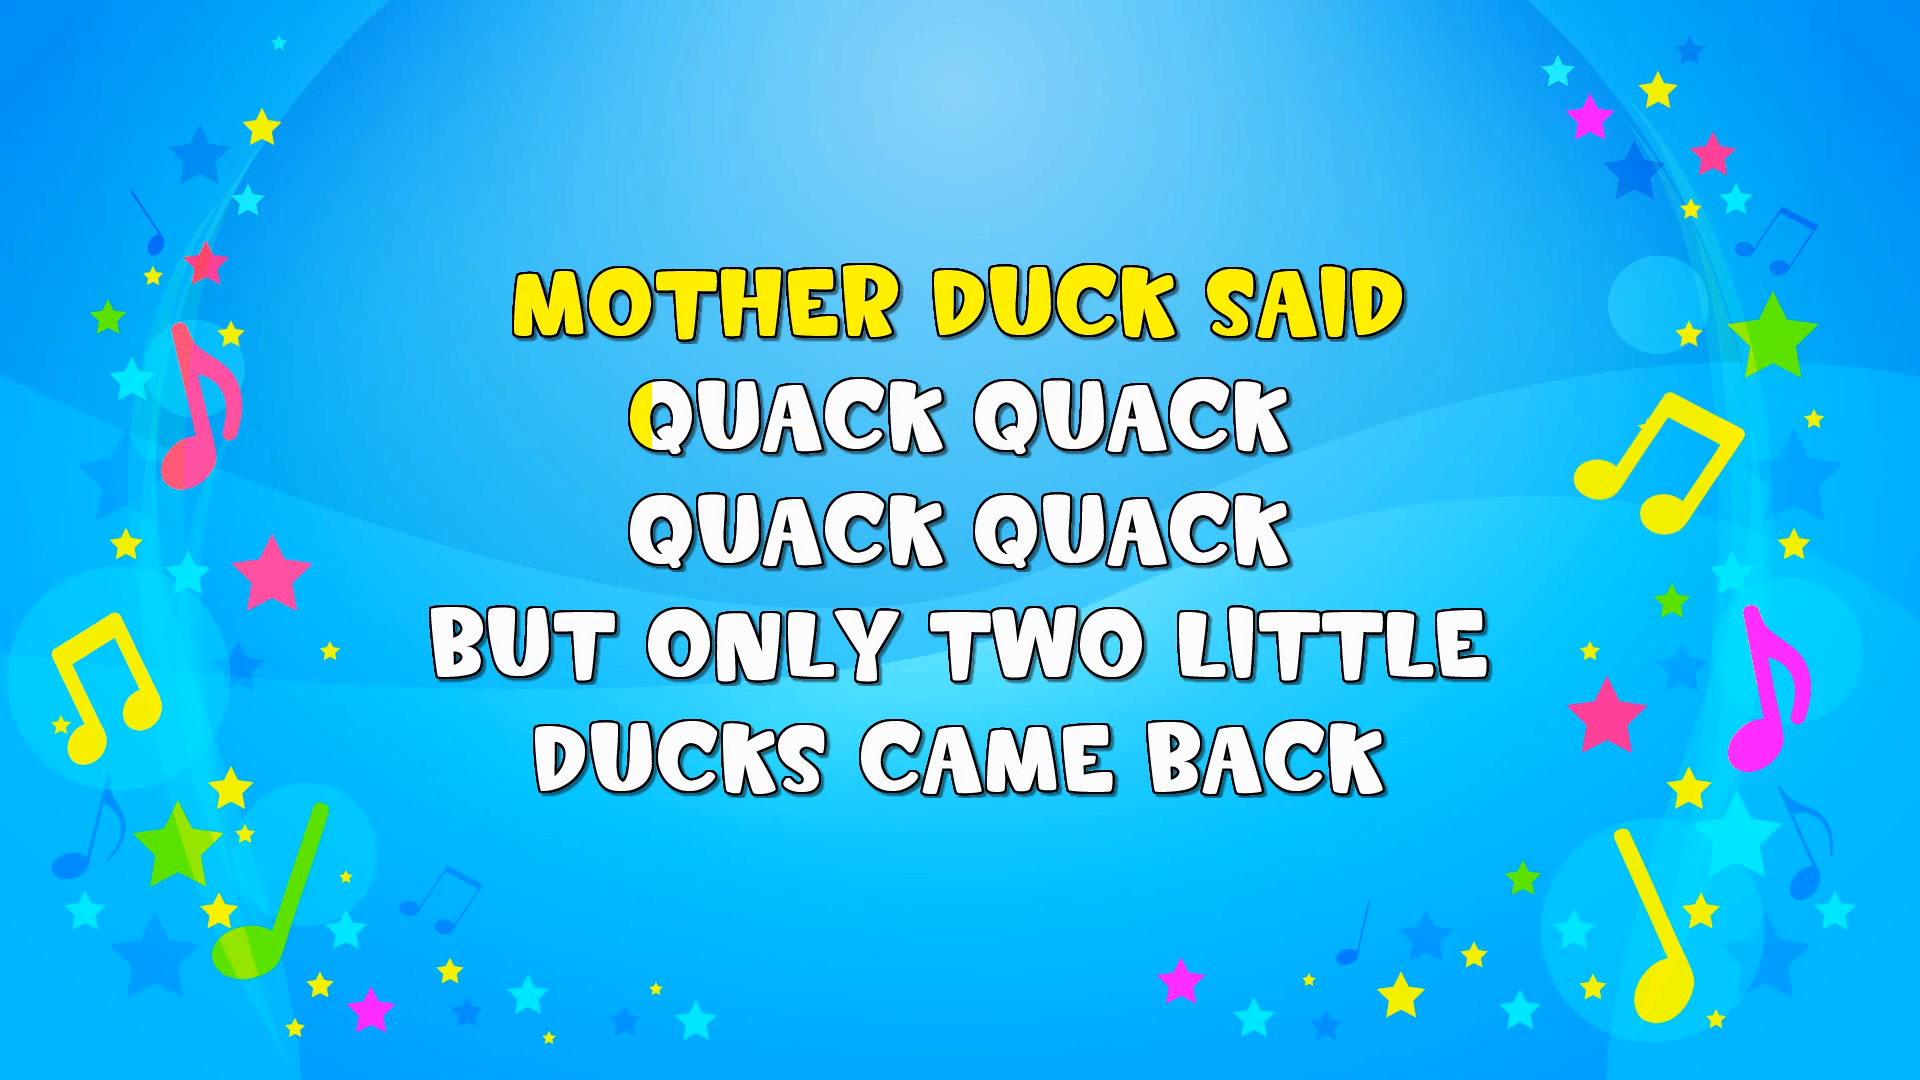 MOTHER DUCK SAID
QUACK QUACK
QUACK QUACK
BUT ONLY TWO LITTLE
DUCKS CAME BACK